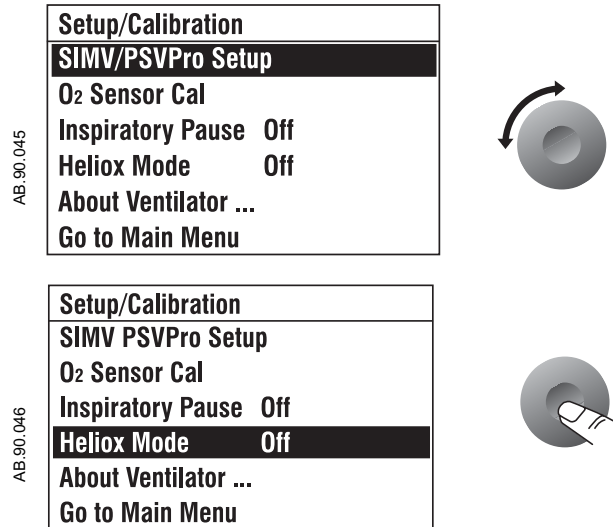 Setup/Calibration
SIMV/PSVPro Setup
O2 Sensor Cal
Inspiratory Pause Off
Heliox Mode Off
About Ventilator ...
Go to Main Menu
AB.90.045
Setup/Calibration
SIMV PSVPro Setup
O2 Sensor Cal
Inspiratory Pause Off
Heliox Mode Off
About Ventilator ...
Go to Main Menu
AB.90.046